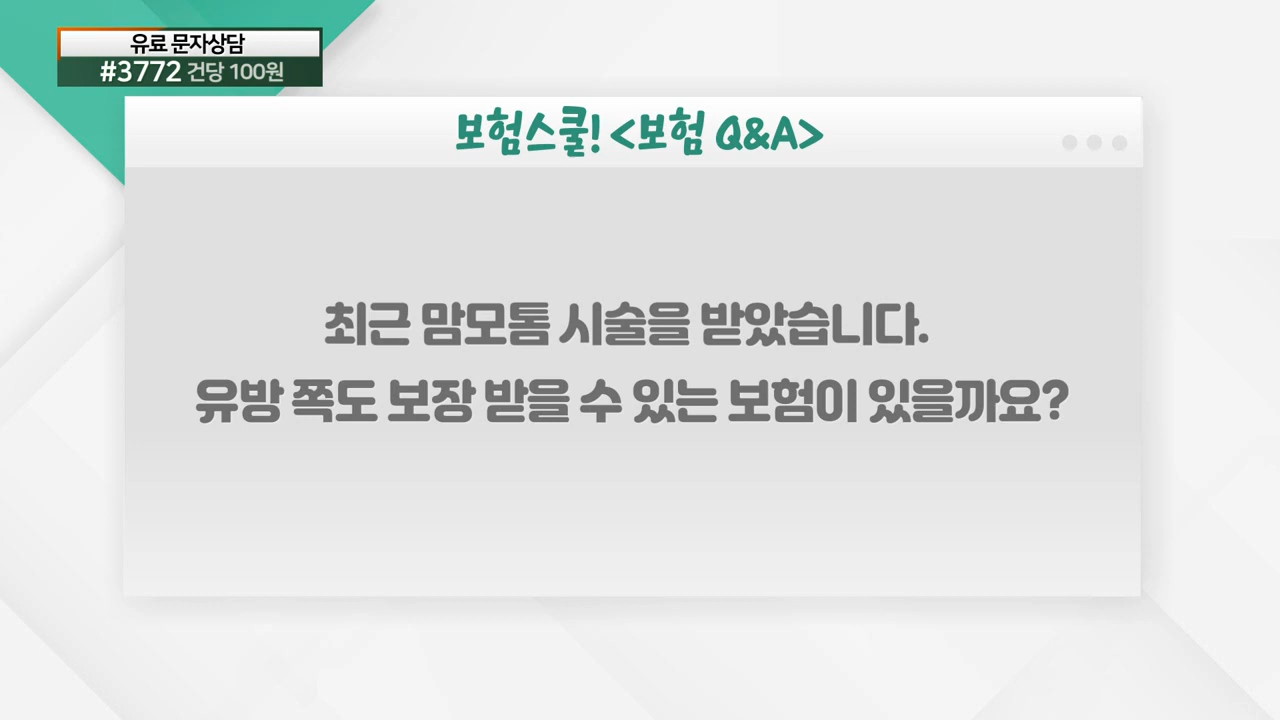 유료 문자상담
#3772 건당 100원
보험스쿨! <보험 Q&A>
최근 맘모톰 시술을 받았습니다.
유방 쪽도 보장 받을 수 있는 보험이 있을까요?